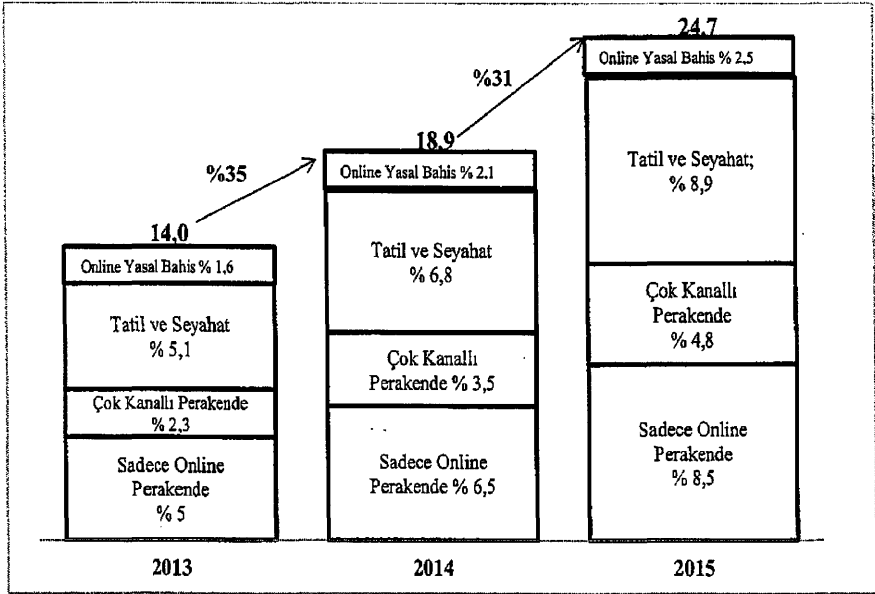 24,7
Online Yasal Bahis % 2,5
%31
Tatil ve Seyahat;
% 8,9
Çok Kanallı
Perakende
% 4,8
Sadece Online
Perakende
% 8,5
18,9
Online Yasal Bahis % 2.1
%35
Tatil ve Seyahat
% 6,8
Çok Kanallı
Perakende % 3,5
Sadece Online
Perakende % 6,5
14,0
Online Yasal Bahis % 1,6
Tatil ve Seyahat
% 5,1
Çok Kanallı Perakende
% 2,3
Sadece Online
Perakende
% 5
2013
2014
2015